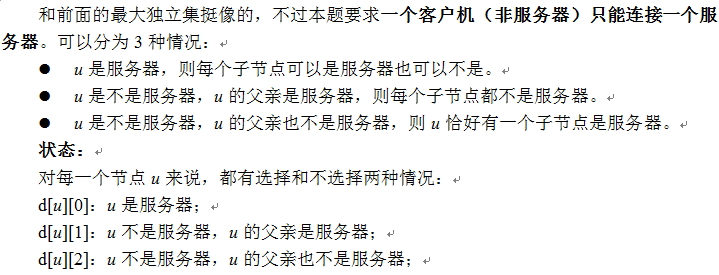 和前面的最大独立集挺像的，不过本题要求一个客户机（非服务器）只能连接一个服
务器。可以分为 3 种情况：
● u 是服务器，则每个子节点可以是服务器也可以不是。
● u 是不是服务器，u 的父亲是服务器，则每个子节点都不是服务器。
● u 是不是服务器，u 的父亲也不是服务器，则 u 恰好有一个子节点是服务器。
状态：
对每一个节点 u 来说，都有选择和不选择两种情况：
d[u][0]：u 是服务器；
d[u][1]：u 不是服务器，u 的父亲是服务器；
d[u][2]：u 不是服务器，u 的父亲也不是服务器；